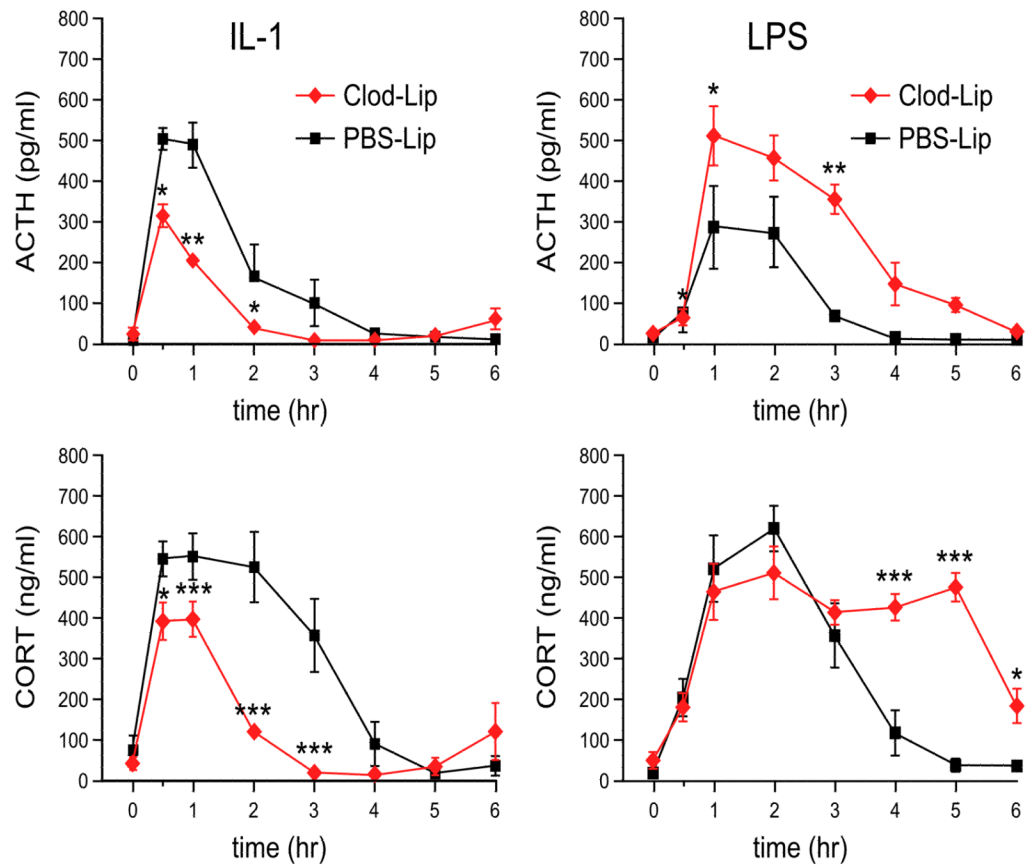 IL-1
800
700
600
500
400
300
200
100
0
ACTH (pg/ml)
Clod-Lip
PBS-Lip
*
**
*
0 1 2 3 4 5 6
time (hr)
LPS
800
700
600
500
400
300
200
100
0
ACTH (pg/ml)
Clod-Lip
PBS-Lip
*
*
**
0 1 2 3 4 5 6
time (hr)
800
700
600
500
400
300
200
100
0
CORT (ng/ml)
*
***
***
***
0 1 2 3 4 5 6
time (hr)
800
700
600
500
400
300
200
100
0
CORT (ng/ml)
***
***
*
0 1 2 3 4 5 6
time (hr)